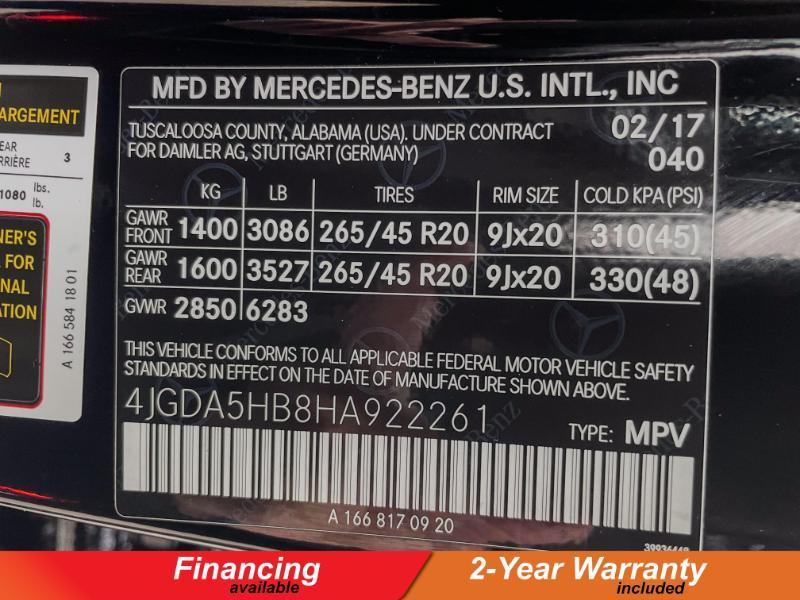 ARGEMENT
EAR
RRIÈRE 3
1080 lbs.
lb.
NER'S
FOR
ONAL
ATION
A 166 584 18 01
MFD BY MERCEDES-BENZ U.S. INTL., INC
TUSCALOOSA COUNTY, ALABAMA (USA). UNDER CONTRACT 02/17
FOR DAIMLER AG, STUTTGART (GERMANY) 040
KG LB TIRES RIM SIZE COLD KPA (PSI)
GAWR FRONT 1400 3086 265/45 R20 9Jx20 310(45)
GAWR REAR 1600 3527 265/45 R20 9Jx20 330(48)
GVWR 2850 6283
THIS VEHICLE CONFORMS TO ALL APPLICABLE FEDERAL MOTOR VEHICLE SAFETY
STANDARDS IN EFFECT ON THE DATE OF MANUFACTURE SHOWN ABOVE.
4JGDA5HB8HA922261
TYPE: MPV
A 166 817 09 20
Financing
available
2-Year Warranty
included